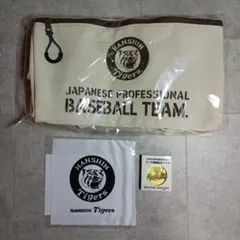 HANSHIN
Tigers
JAPANESE PROFESSIONAL
BASEBALL TEAM.
HANSHIN
Tigers
HANSHIN Tigers